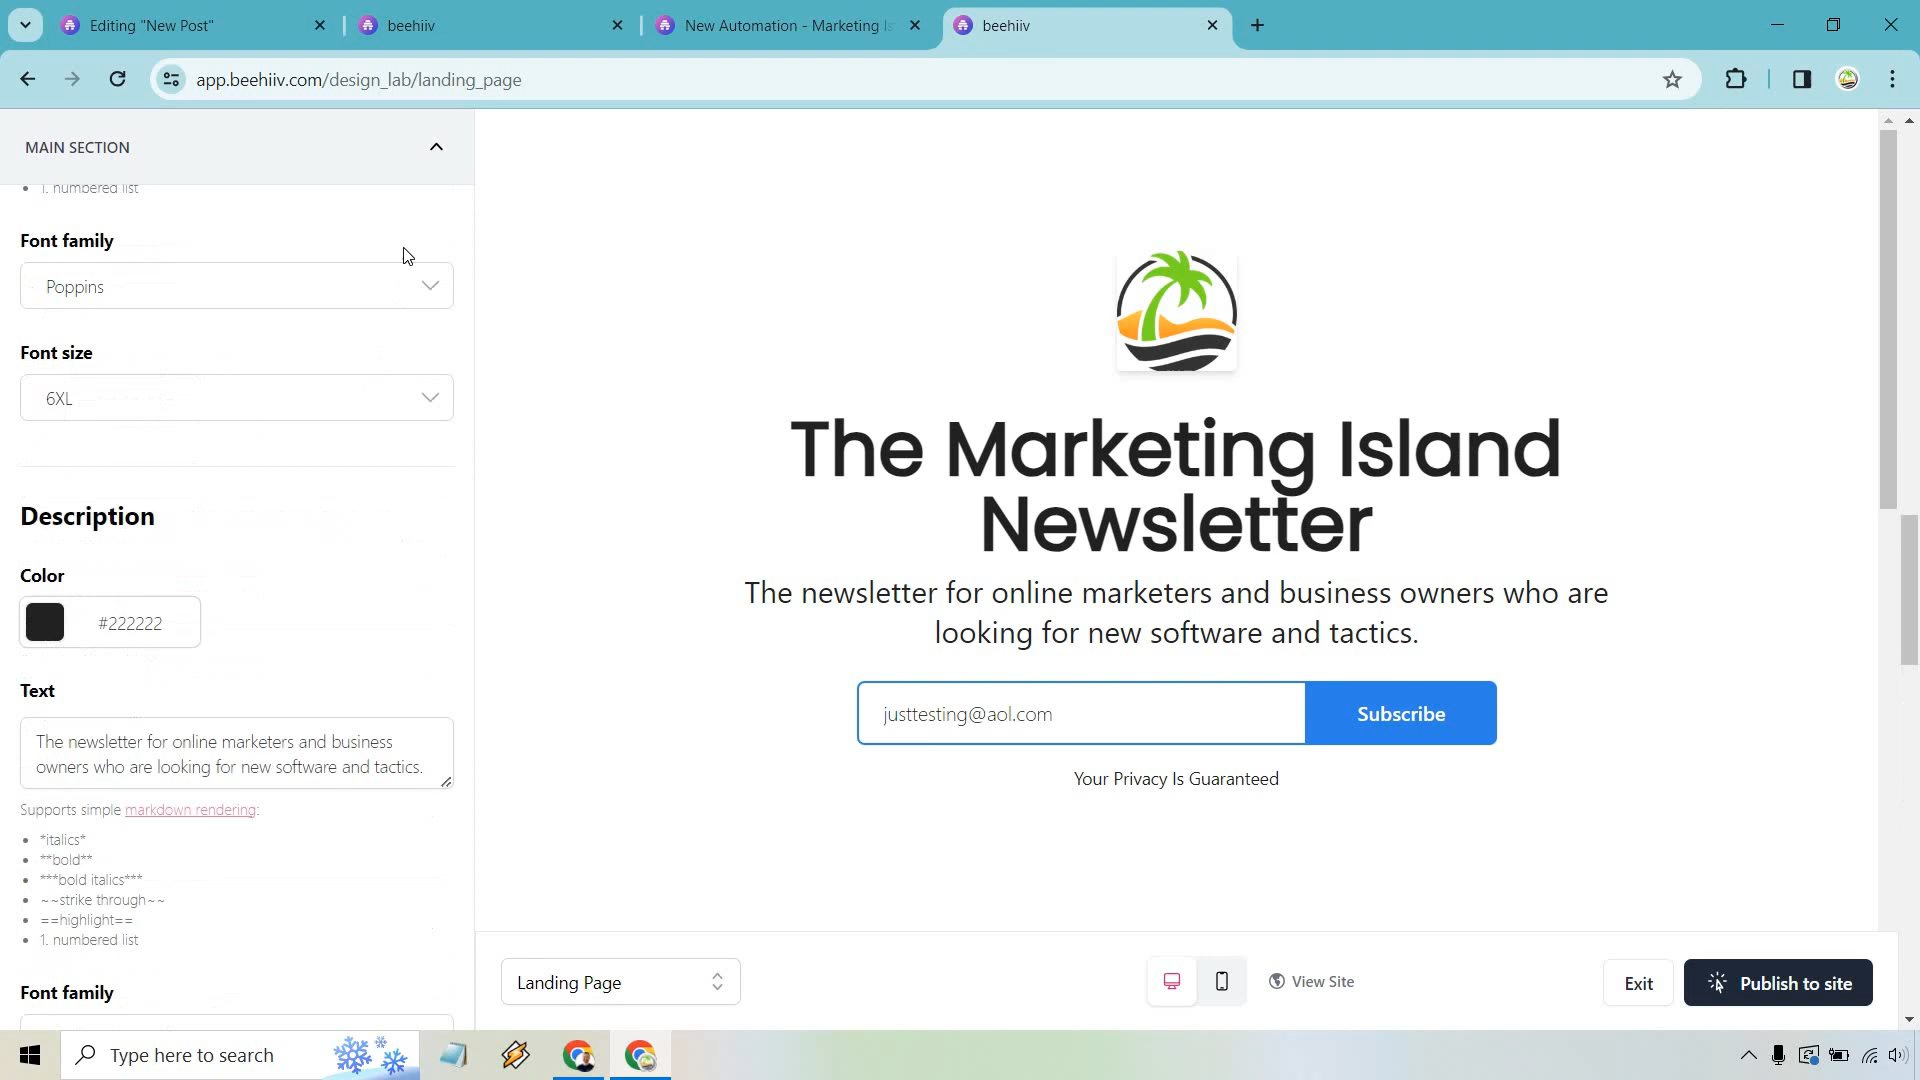 Editing "New Post"
beehiiv
New Automation - Marketing Is
beehiiv
app.beehiiv.com/design_lab/landing_page
MAIN SECTION
1. numbered list
Font family
Poppins
Font size
6XL
Description
Color
#222222
Text
The newsletter for online marketers and business
owners who are looking for new software and tactics.
Supports simple markdown rendering:
*italics*
**bold**
***bold italics***
~~strike through~~
==highlight==
1. numbered list
Font family
The Marketing Island
Newsletter
The newsletter for online marketers and business owners who are
looking for new software and tactics.
justtesting@aol.com
Subscribe
Your Privacy Is Guaranteed
Landing Page
View Site
Exit
Publish to site
Type here to search